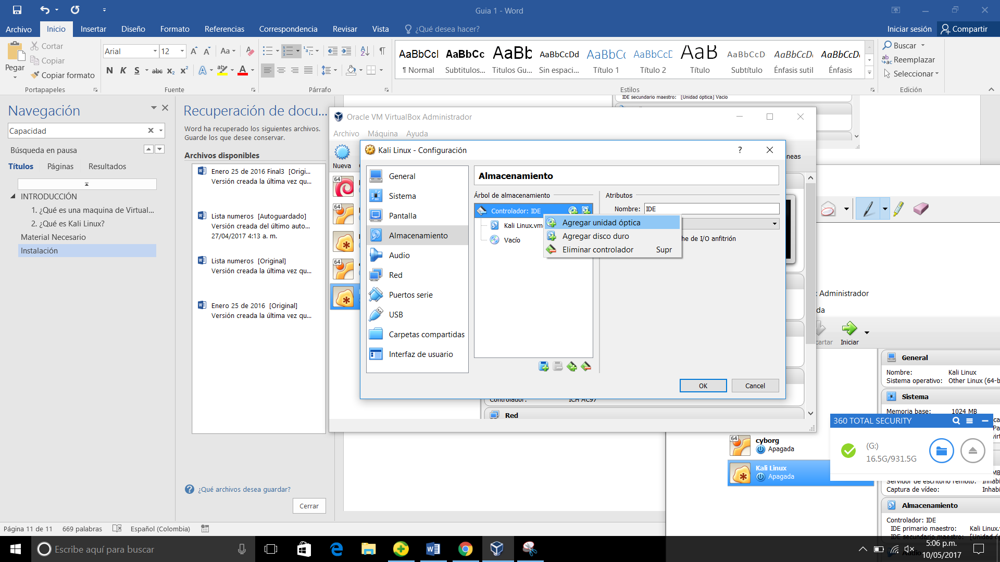 Guia 1 - Word
Archivo
Inicio
Insertar
Diseño
Formato
Referencias
Correspondencia
Revisar
Vista
¿Qué desea hacer?
Iniciar sesión
Compartir
Pegar
Cortar
Copiar
Copiar formato
Portapapeles
Arial
12
Fuente
Párrafo
AaBbCcI
¶ Normal
AaBbCc
Subtitulos...
AaBb
Titulos Gu...
AaBbCcDd
Sin espaci...
AaBbCc
Título 1
AaBbCcD
Título 2
AaB
Título
AaBbCcD
Subtítulo
AaBbCcD
Énfasis sutil
AaBbCcD
Énfasis
Estilos
Buscar
Reemplazar
Seleccionar
Edición
Navegación
Capacidad
Búsqueda en pausa
Títulos
Páginas
Resultados
INTRODUCCIÓN
1. ¿Qué es una maquina de Virtual...
2. ¿Qué es Kali Linux?
Material Necesario
Instalación
Recuperación de docu...
Word ha recuperado los siguientes archivos.
Guarde los que desee conservar.
Archivos disponibles
Enero 25 de 2016 Final3 [Origi...
Versión creada la última vez qu...
Lista numeros [Autoguardado]
Versión creada del último auto...
27/04/2017 4:13 a. m.
Lista numeros [Original]
Versión creada la última vez qu...
Enero 25 de 2016 [Original]
Versión creada la última vez qu...
¿Qué archivos desea guardar?
Cerrar
IDE secundario maestro: [Unidad óptica] Vacío
Oracle VM VirtualBox Administrador
Archivo
Máquina
Ayuda
Nueva
neas
64
64
64
Kali Linux - Configuración
?
General
Sistema
Pantalla
Almacenamiento
Audio
Red
Puertos serie
USB
Carpetas compartidas
Interfaz de usuario
Almacenamiento
Árbol de almacenamiento
Controlador: IDE
Kali Linux.vm
Vacío
Atributos
Nombre:
IDE
he de I/O anfitrión
Agregar unidad óptica
Agregar disco duro
Eliminar controlador
Supr
OK
Cancel
Controlador:
ICH AC97
Red
Administrador
da
cartar
Iniciar
General
Nombre:
Kali Linux
Sistema operativo:
Other Linux (64-b
Sistema
Memoria base:
1024 MB
360 TOTAL SECURITY
(G:)
16.5G/931.5G
64
cyborg
Apagada
Kali Linux
Apagada
Servidor de escritorio remoto:
Inhabi
Captura de vídeo:
Inhabi
Almacenamiento
Controlador: IDE
IDE primario maestro:
Kali Linux.v
IDE secundario maestro:
[Unidad ó
Página 11 de 11
669 palabras
Español (Colombia)
Escribe aquí para buscar
5:06 p.m.
10/05/2017